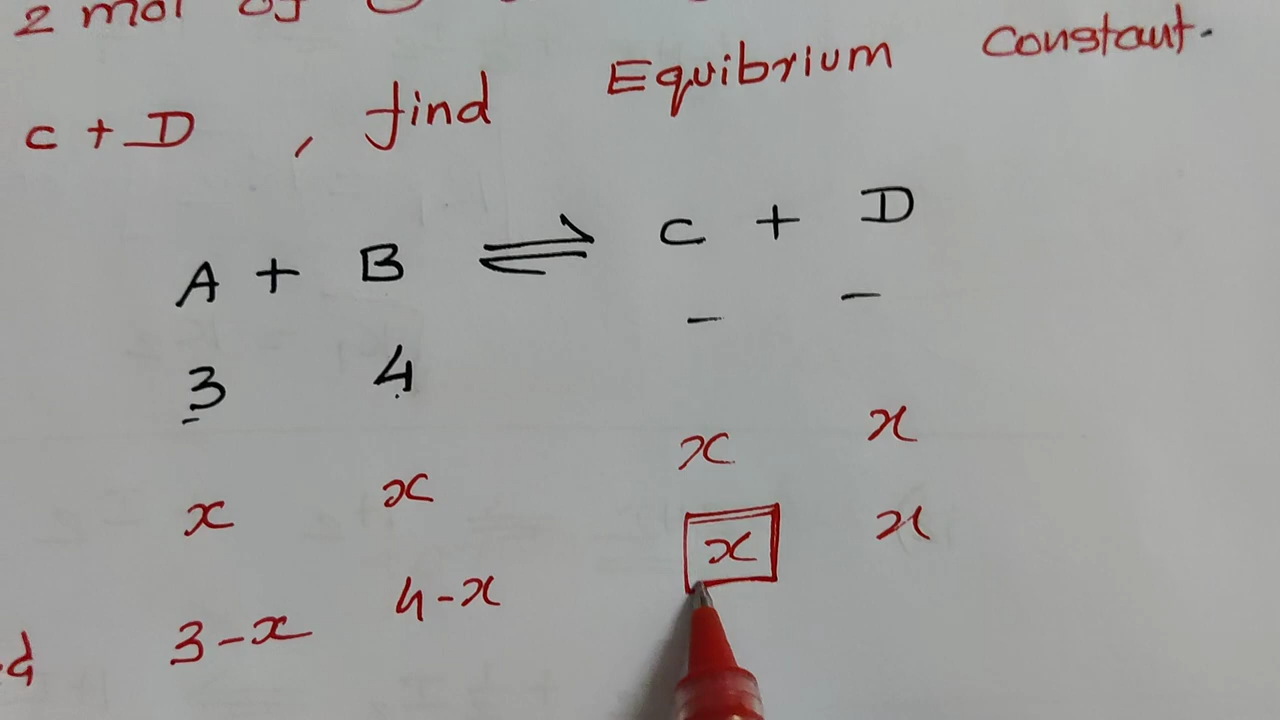 2 mol of
C + D , find Equibrium Constant.
A + B ⇌ C + D
3 4 - -
x x x x
3-x 4-x x x